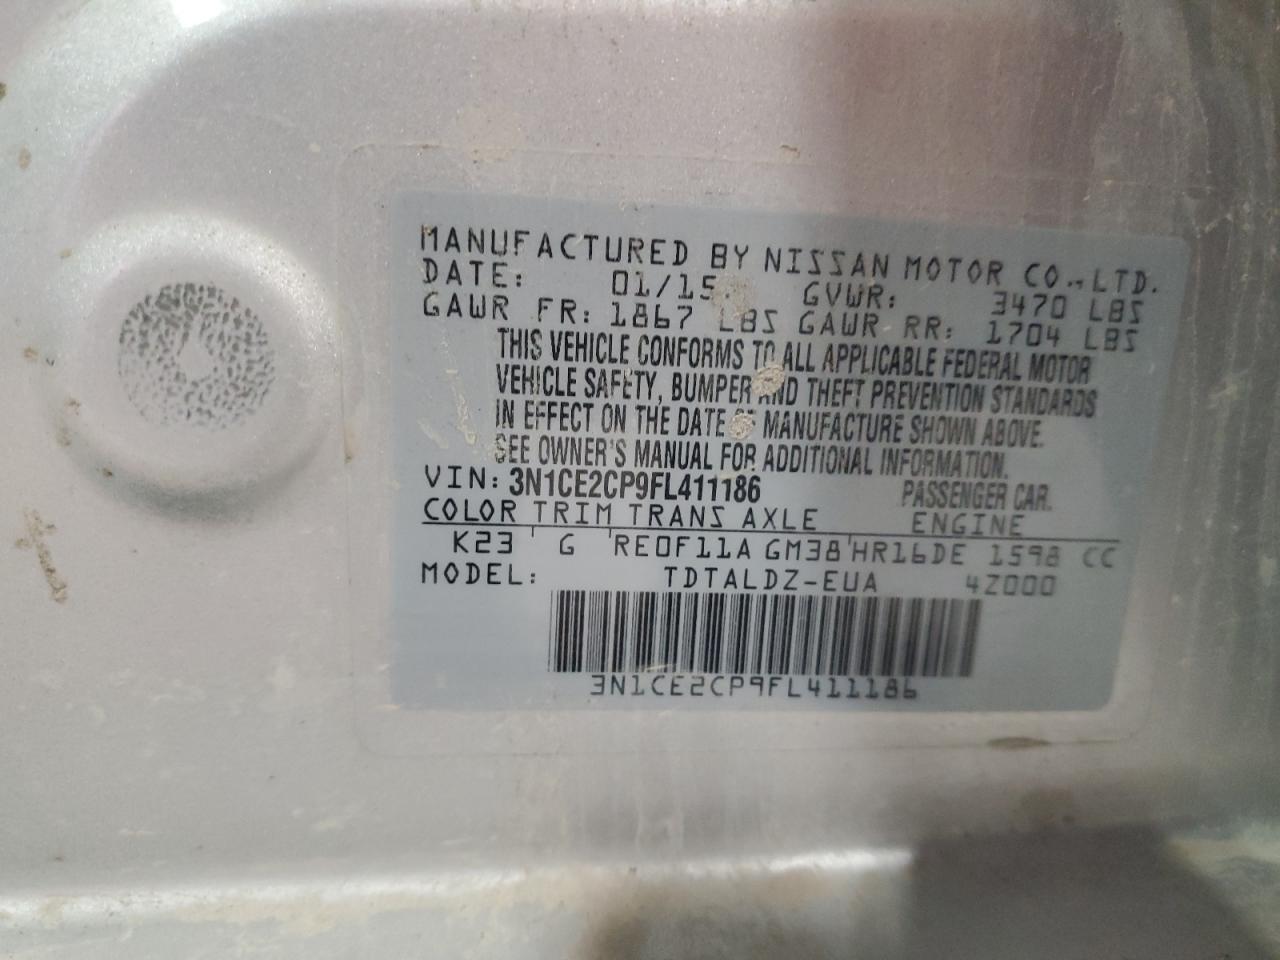 MANUFACTURED BY NISSAN MOTOR CO., LTD.
DATE: 01/15 GVWR: 3470 LBS
GAWR FR: 1867 LBS GAWR RR: 1704 LBS
THIS VEHICLE CONFORMS TO ALL APPLICABLE FEDERAL MOTOR
VEHICLE SAFETY, BUMPER AND THEFT PREVENTION STANDARDS
IN EFFECT ON THE DATE OF MANUFACTURE SHOWN ABOVE.
SEE OWNER'S MANUAL FOR ADDITIONAL INFORMATION.
VIN: 3N1CE2CP9FL411186 PASSENGER CAR.
COLOR TRIM TRANS AXLE ENGINE
K23 G RE0F11A GM38 HR16DE 1598 CC
MODEL: TDTALDZ-EUA 4Z000
3N1CE2CP9FL411186